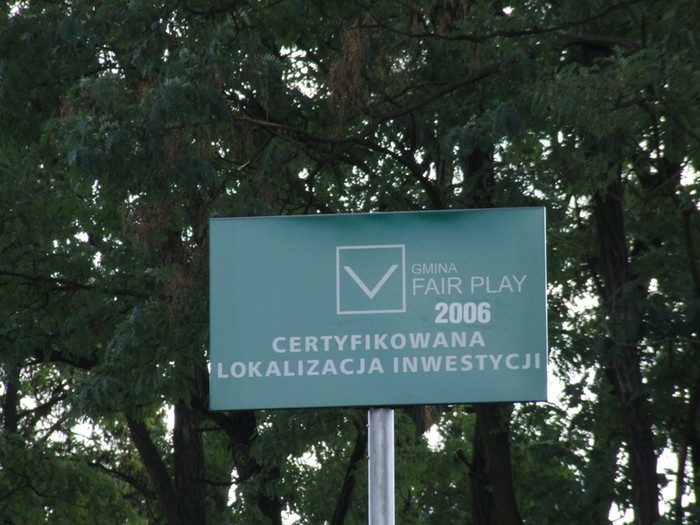 GMINA
FAIR PLAY
2006
CERTYFIKOWANA
LOKALIZACJA INWESTYCJI